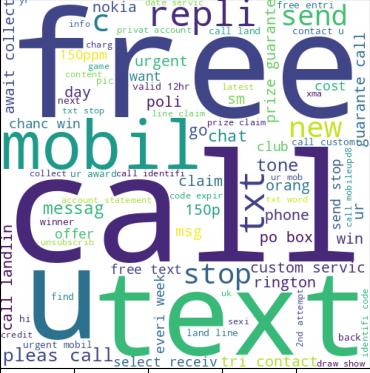 yr
date servic
free entri
await collect
nokia
repli
send
info
c
privat account
call land
contact u
free
charg
150ppm
urgent
latest
cost
game
want
sm
xma
content
pic
valid 12hr
prize guarante
guarante call
day
poli
line claim
next
txt stop
prize claim
new
chanc win
go
chat
call custom
mobil
club
call mobileupd8
collect
ur award
call identifi
claim
tone
ur mob
call
txt
orang
send stop
ur
account statement
code expir
txt word
messag
150p
phone
winner
offer
msg
po box
win
unsubscrib
call landlin
free text
stop
custom servic
rington
u
text
find
everi week
uk
2nd attempt
identifi code
hi
sexi
land line
credit
back
urgent mobil
pleas call
select receiv
tri contact
draw show